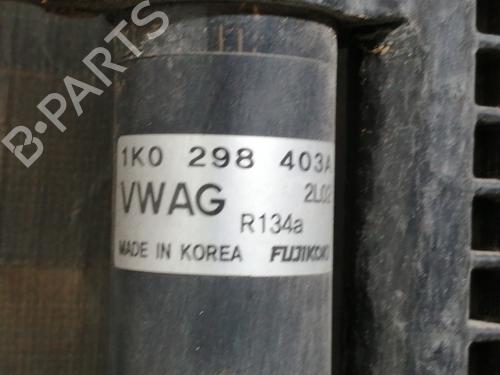 B-PARTS
1K0 298 403A
VWAG 2L02
R134a
MADE IN KOREA FUJIKOKI